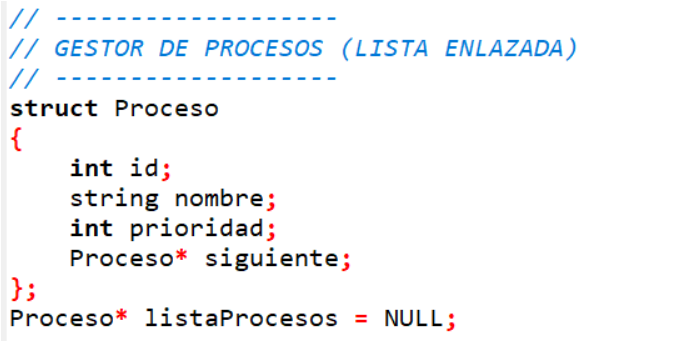 // -------------------
// GESTOR DE PROCESOS (LISTA ENLAZADA)
// -------------------
struct Proceso
{
    int id;
    string nombre;
    int prioridad;
    Proceso* siguiente;
};
Proceso* listaProcesos = NULL;